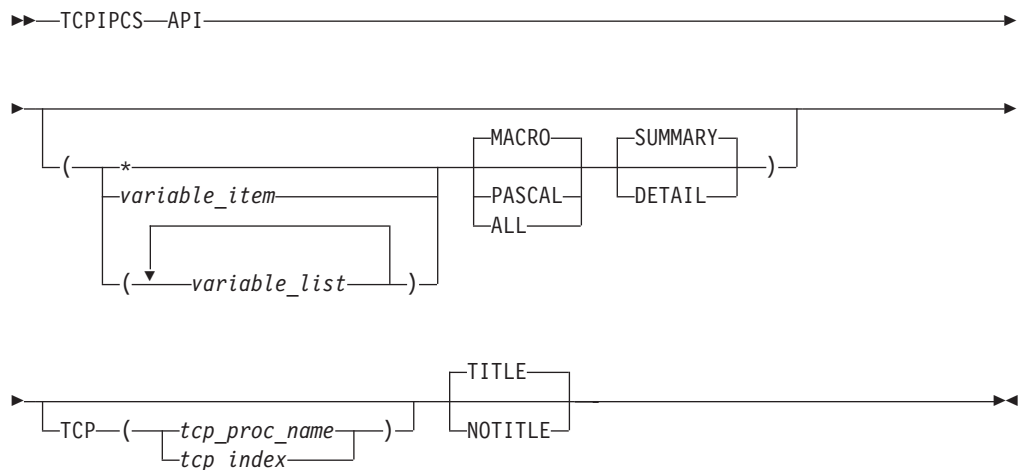 TCPIPCS API
MACRO SUMMARY
( * )
variable_item PASCAL DETAIL
ALL
( variable_list )
TITLE
TCP ( tcp_proc_name ) NOTITLE
tcp_index